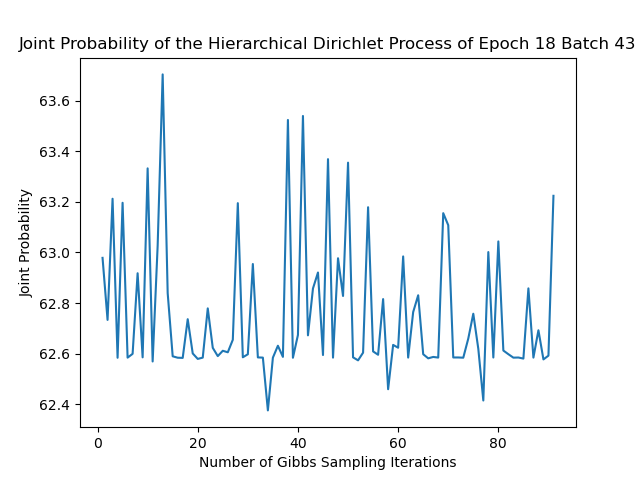 Joint Probability of the Hierarchical Dirichlet Process of Epoch 18 Batch 43
63.6
63.4
63.2
63.0
62.8
62.6
62.4
Joint Probability
0 20 40 60 80
Number of Gibbs Sampling Iterations